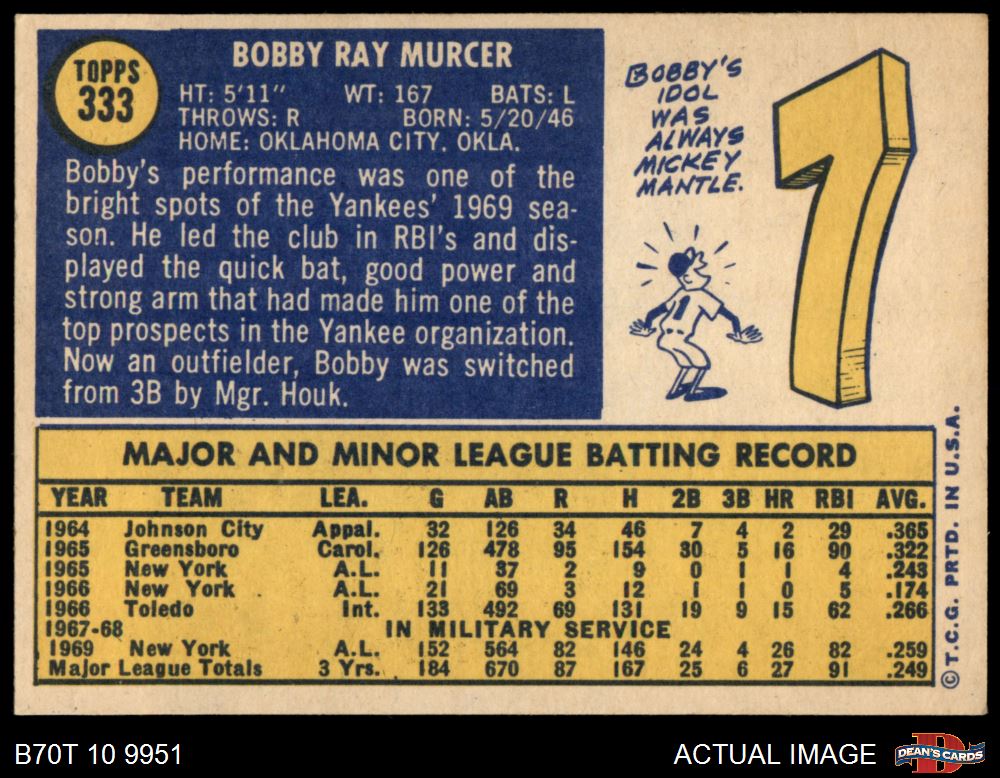 TOPPS
333
BOBBY RAY MURCER
HT: 5'11" WT: 167 BATS: L
THROWS: R BORN: 5/20/46
HOME: OKLAHOMA CITY, OKLA.
Bobby's performance was one of the
bright spots of the Yankees' 1969 sea-
son. He led the club in RBI's and dis-
played the quick bat, good power and
strong arm that had made him one of the
top prospects in the Yankee organization.
Now an outfielder, Bobby was switched
from 3B by Mgr. Houk.
BOBBY'S
IDOL
WAS
ALWAYS
MICKEY
MANTLE.
7
1
MAJOR AND MINOR LEAGUE BATTING RECORD
YEAR TEAM LEA. G AB R H 2B 3B HR RBI AVG.
1964 Johnson City Appal. 32 126 34 46 7 4 2 29 .365
1965 Greensboro Carol. 126 478 95 154 30 5 16 90 .322
1965 New York A.L. 11 37 2 9 0 1 1 4 .243
1966 New York A.L. 21 69 3 12 1 1 0 5 .174
1966 Toledo Int. 133 492 69 131 19 9 15 62 .266
1967-68 IN MILITARY SERVICE
1969 New York A.L. 152 564 82 146 24 4 26 82 .259
Major League Totals 3 Yrs. 184 670 87 167 25 6 27 91 .249
©T.C.G. PRTD. IN U.S.A.
B70T 10 9951
ACTUAL IMAGE
DEAN'S CARDS